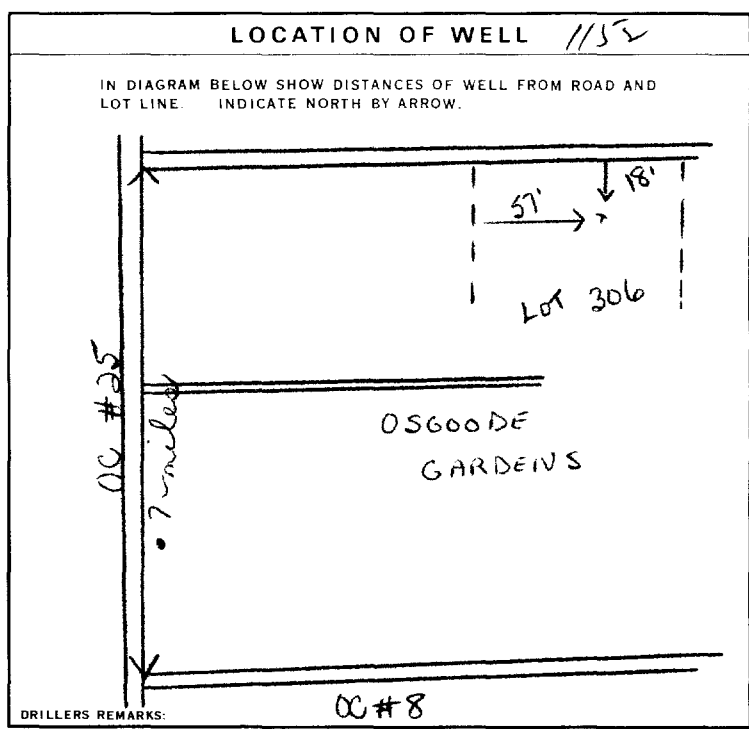 LOCATION OF WELL 1152
IN DIAGRAM BELOW SHOW DISTANCES OF WELL FROM ROAD AND
LOT LINE. INDICATE NORTH BY ARROW.
18'
57'
LOT 306
OC #25
.7 miles
OSGOODE
GARDENS
OC #8
DRILLERS REMARKS: